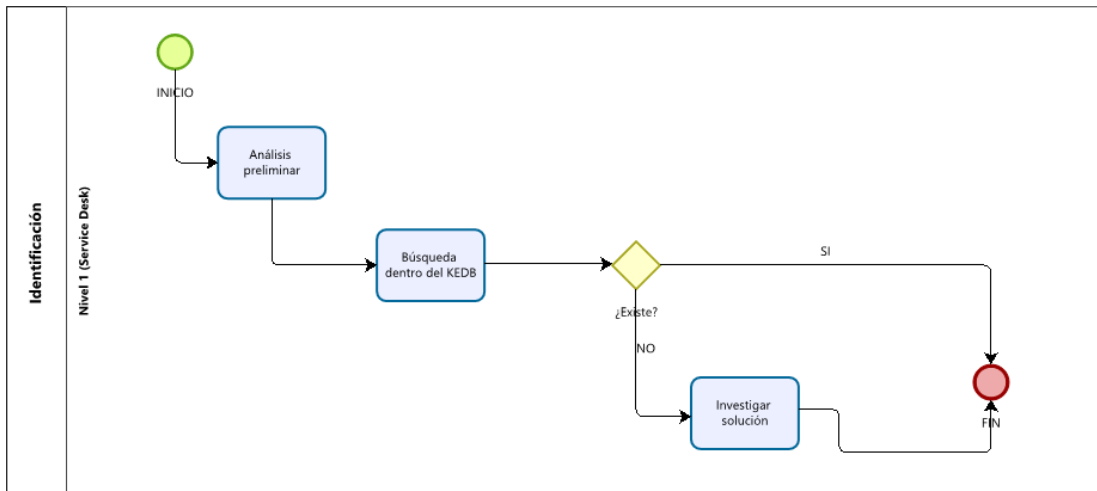 Identificación
Nivel 1 (Service Desk)
INICIO
Análisis
preliminar
Búsqueda
dentro del KEDB
¿Existe?
SI
NO
Investigar
solución
FIN